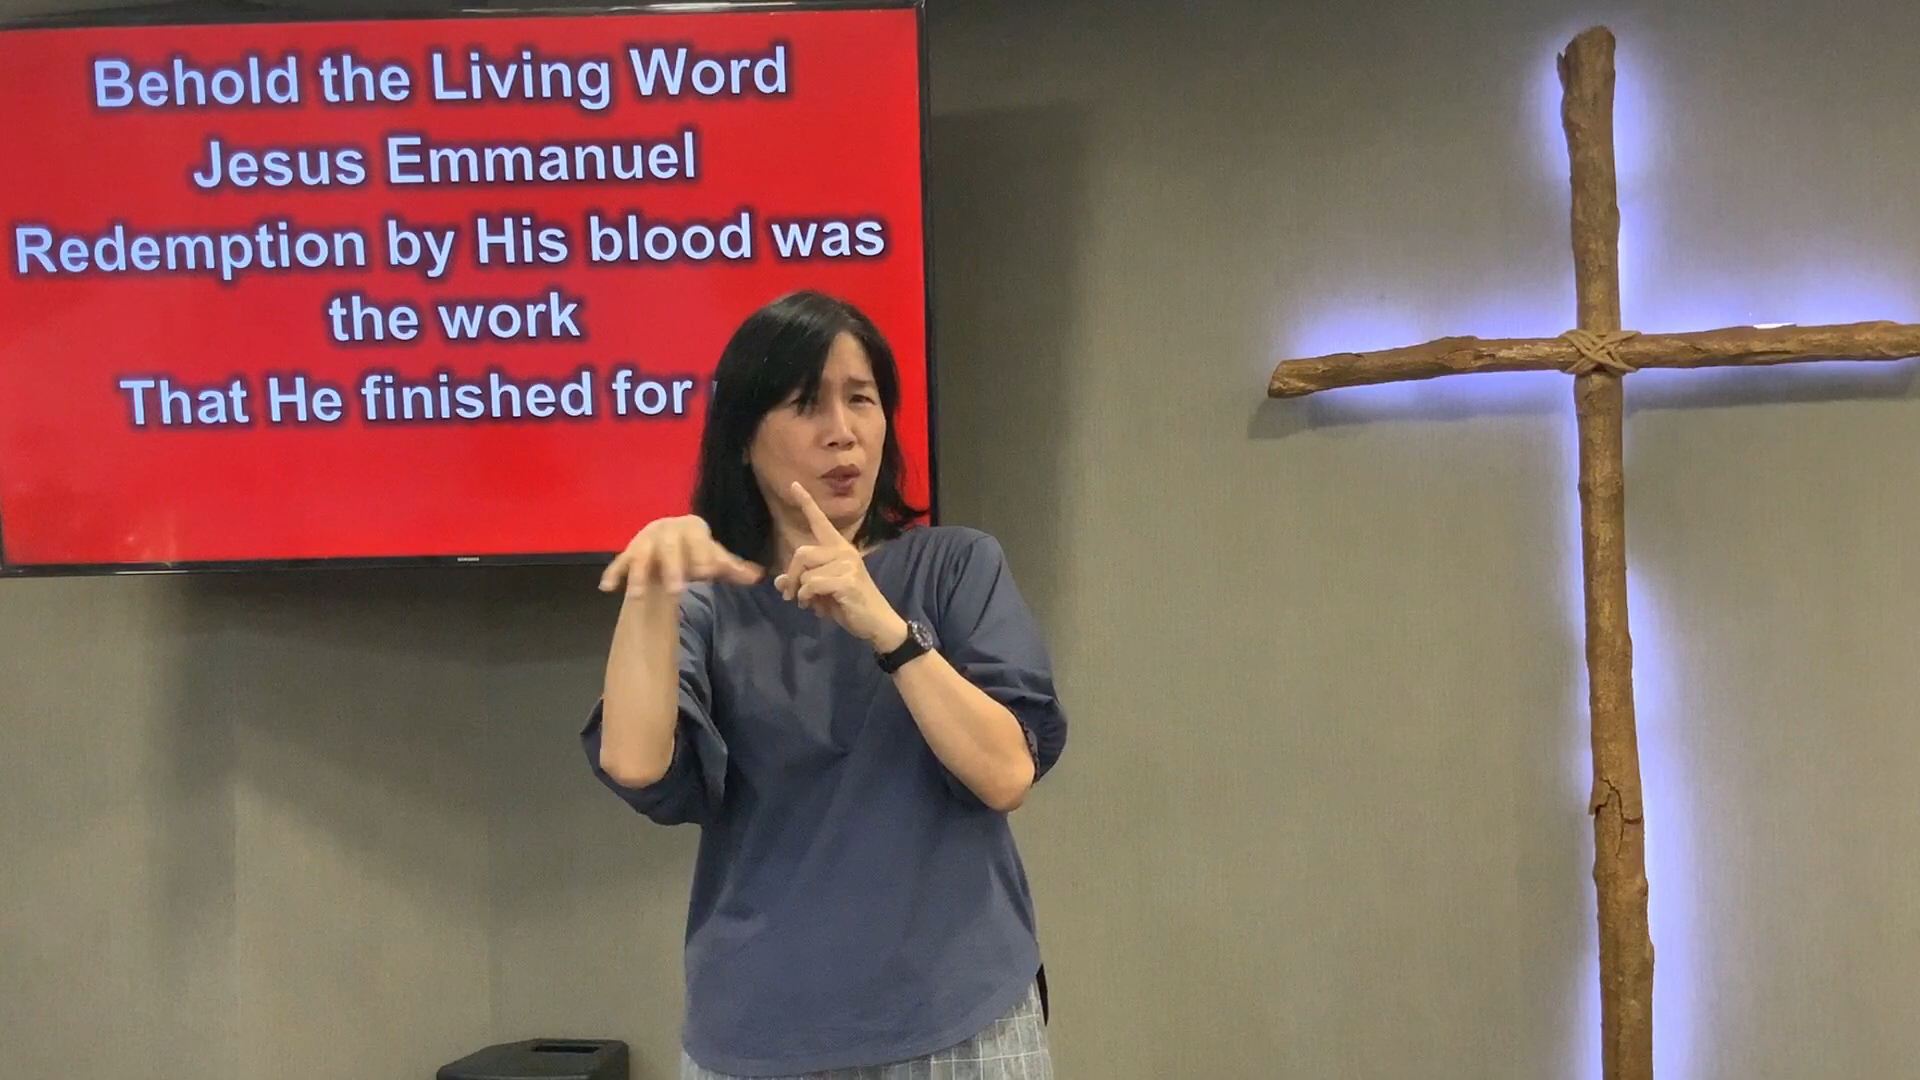 Behold the Living Word
Jesus Emmanuel
Redemption by His blood was
the work
That He finished for